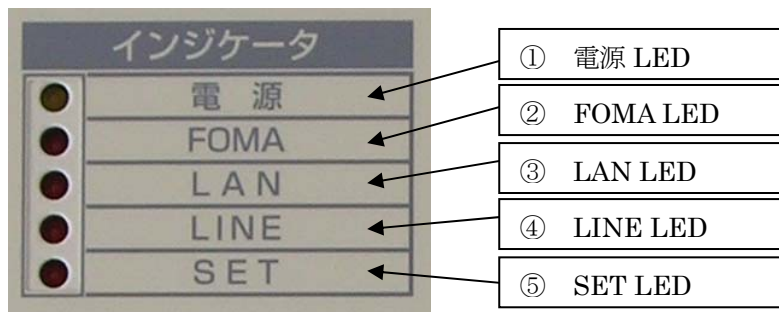 インジケータ
電源
FOMA
LAN
LINE
SET
① 電源 LED
② FOMA LED
③ LAN LED
④ LINE LED
⑤ SET LED